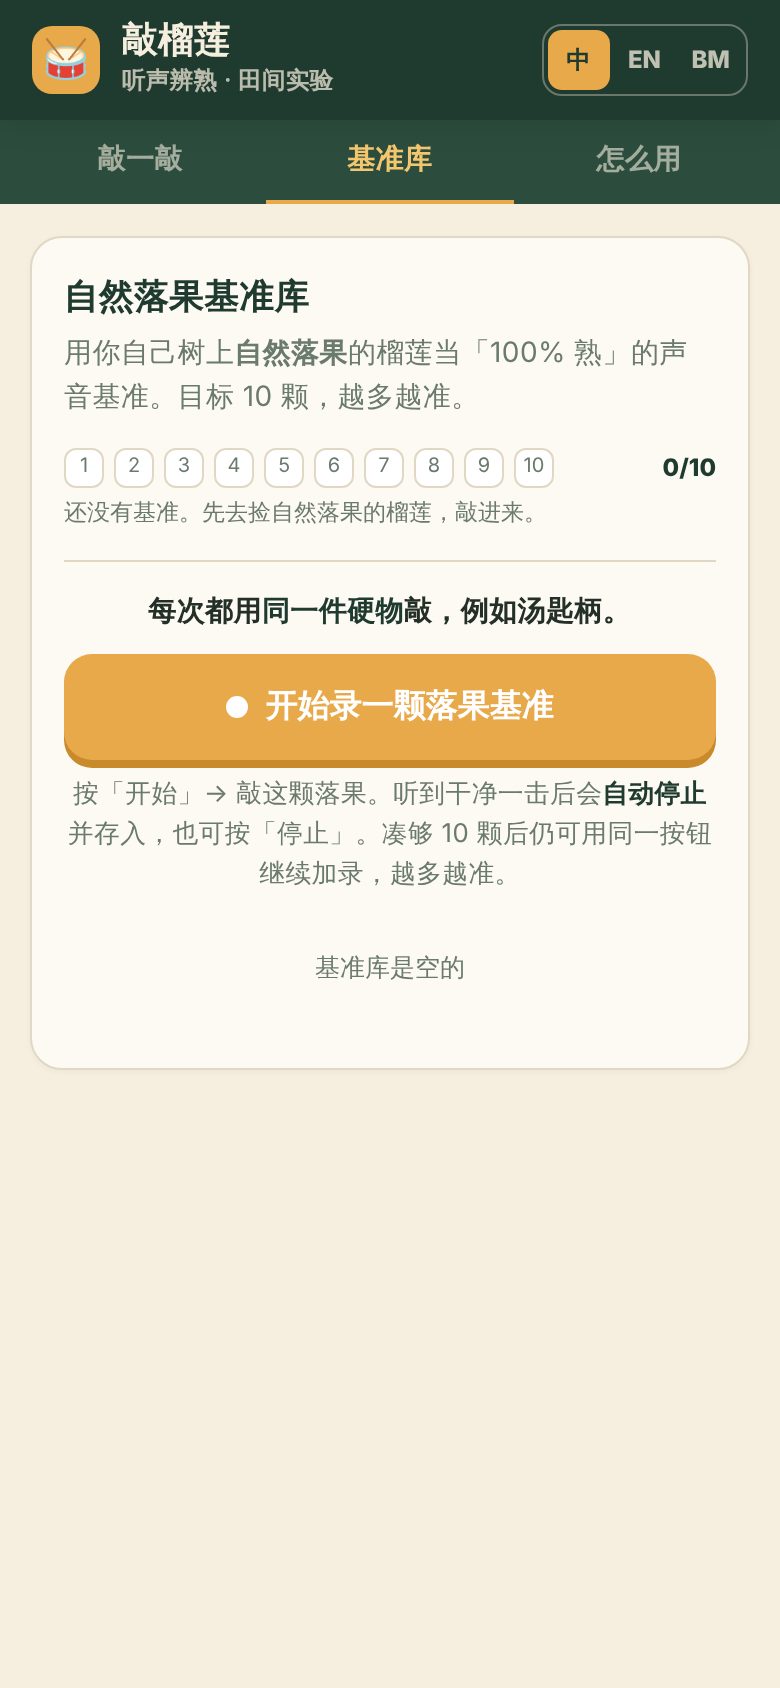 敲榴莲
听声辨熟 · 田间实验
中 EN BM
敲一敲 基准库 怎么用
自然落果基准库
用你自己树上自然落果的榴莲当「100% 熟」的声
音基准。目标 10 颗，越多越准。
1 2 3 4 5 6 7 8 9 10 0/10
还没有基准。先去捡自然落果的榴莲，敲进来。
每次都用同一件硬物敲，例如汤匙柄。
开始录一颗落果基准
按「开始」→ 敲这颗落果。听到干净一击后会自动停止
并存入，也可按「停止」。凑够 10 颗后仍可用同一按钮
继续加录，越多越准。
基准库是空的